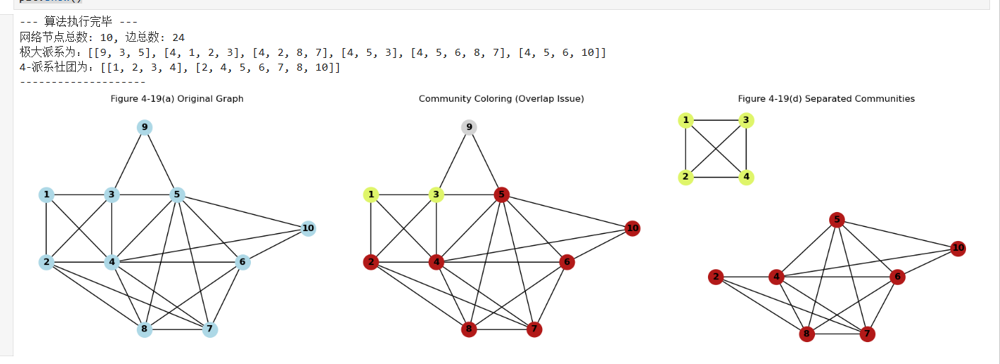 --- 算法执行完毕 ---
网络节点总数: 10, 边总数: 24
极大派系为：[[9, 3, 5], [4, 1, 2, 3], [4, 2, 8, 7], [4, 5, 3], [4, 5, 6, 8, 7], [4, 5, 6, 10]]
4-派系社团为：[[1, 2, 3, 4], [2, 4, 5, 6, 7, 8, 10]]
--------------------
Figure 4-19(a) Original Graph
9
1 3 5
10
2 4 6
8 7
Community Coloring (Overlap Issue)
9
1 3 5
10
2 4 6
8 7
Figure 4-19(d) Separated Communities
1 3
2 4
5
10
2 4 6
8 7